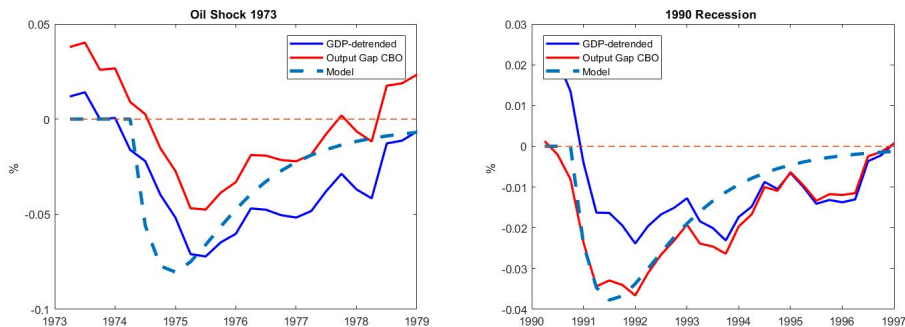 Oil Shock 1973
0.05
0
-0.05
-0.1
%
GDP-detrended
Output Gap CBO
Model
1973 1974 1975 1976 1977 1978 1979
1990 Recession
0.03
0.02
0.01
0
-0.01
-0.02
-0.03
-0.04
%
GDP-detrended
Output Gap CBO
Model
1990 1991 1992 1993 1994 1995 1996 1997